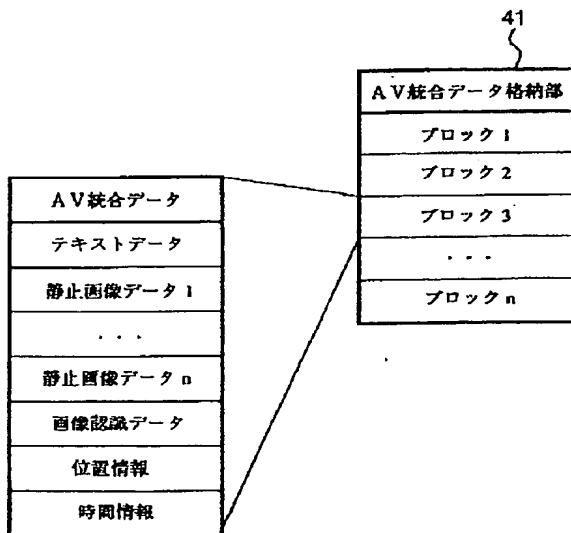 41
AV統合データ格納部
ブロック1
ブロック2
ブロック3
・・・
ブロックn
AV統合データ
テキストデータ
静止画像データ1
・・・
静止画像データn
画像認識データ
位置情報
時間情報